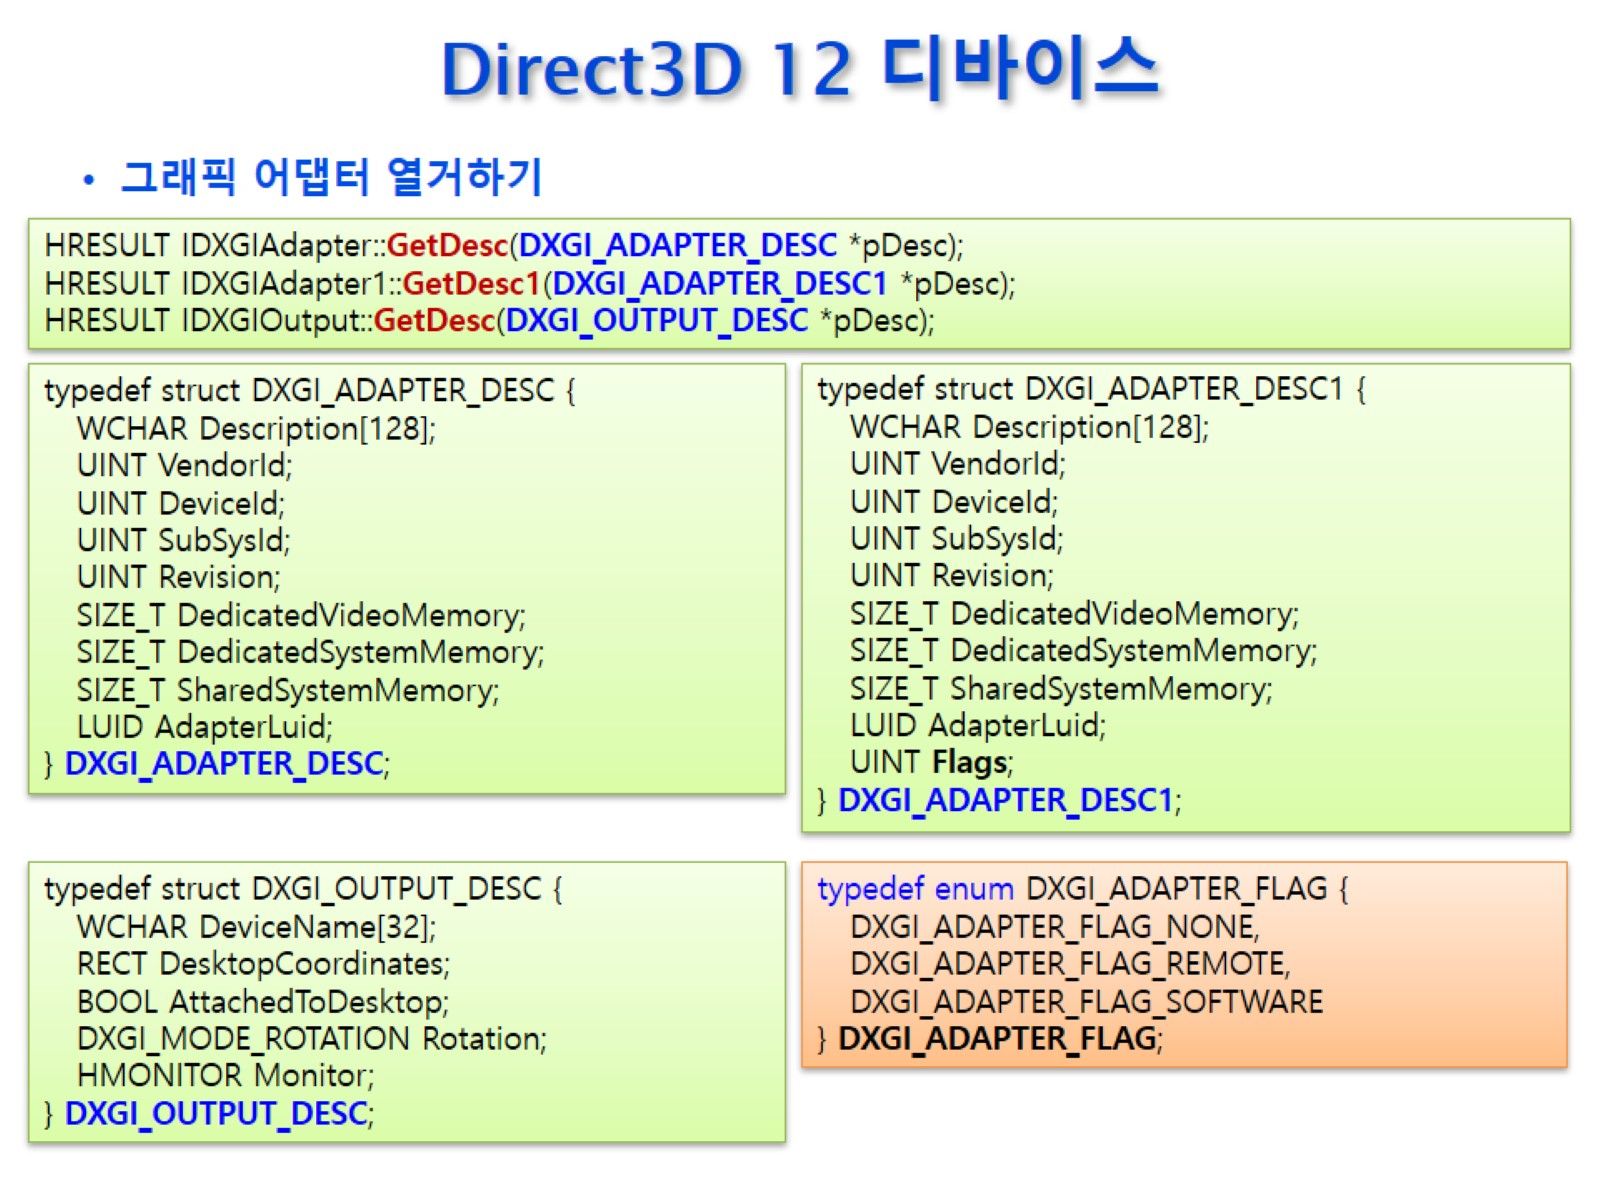 Direct3D 12 디바이스
• 그래픽 어댑터 열거하기
HRESULT IDXGIAdapter::GetDesc(DXGI_ADAPTER_DESC *pDesc);
HRESULT IDXGIAdapter1::GetDesc1(DXGI_ADAPTER_DESC1 *pDesc);
HRESULT IDXGIOutput::GetDesc(DXGI_OUTPUT_DESC *pDesc);
typedef struct DXGI_ADAPTER_DESC {
WCHAR Description[128];
UINT VendorId;
UINT DeviceId;
UINT SubSysId;
UINT Revision;
SIZE_T DedicatedVideoMemory;
SIZE_T DedicatedSystemMemory;
SIZE_T SharedSystemMemory;
LUID AdapterLuid;
} DXGI_ADAPTER_DESC;
typedef struct DXGI_ADAPTER_DESC1 {
WCHAR Description[128];
UINT VendorId;
UINT DeviceId;
UINT SubSysId;
UINT Revision;
SIZE_T DedicatedVideoMemory;
SIZE_T DedicatedSystemMemory;
SIZE_T SharedSystemMemory;
LUID AdapterLuid;
UINT Flags;
} DXGI_ADAPTER_DESC1;
typedef struct DXGI_OUTPUT_DESC {
WCHAR DeviceName[32];
RECT DesktopCoordinates;
BOOL AttachedToDesktop;
DXGI_MODE_ROTATION Rotation;
HMONITOR Monitor;
} DXGI_OUTPUT_DESC;
typedef enum DXGI_ADAPTER_FLAG {
DXGI_ADAPTER_FLAG_NONE,
DXGI_ADAPTER_FLAG_REMOTE,
DXGI_ADAPTER_FLAG_SOFTWARE
} DXGI_ADAPTER_FLAG;